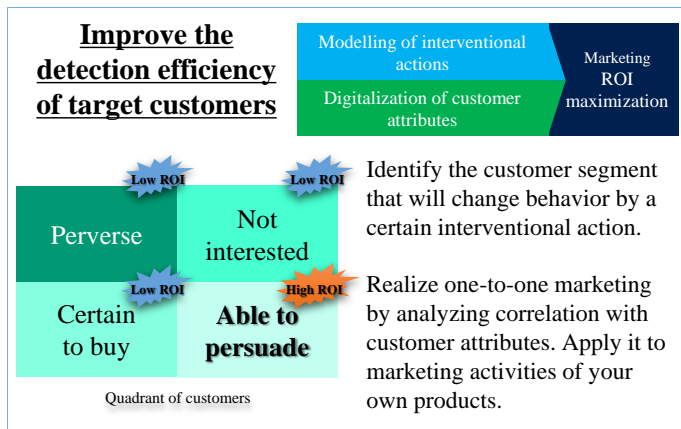 Improve the
detection efficiency
of target customers
Modelling of interventional
actions
Digitalization of customer
attributes
Marketing
ROI
maximization
Low ROI
Low ROI
Perverse
Not
interested
Low ROI
High ROI
Certain
to buy
Able to
persuade
Quadrant of customers
Identify the customer segment
that will change behavior by a
certain interventional action.
Realize one-to-one marketing
by analyzing correlation with
customer attributes. Apply it to
marketing activities of your
own products.